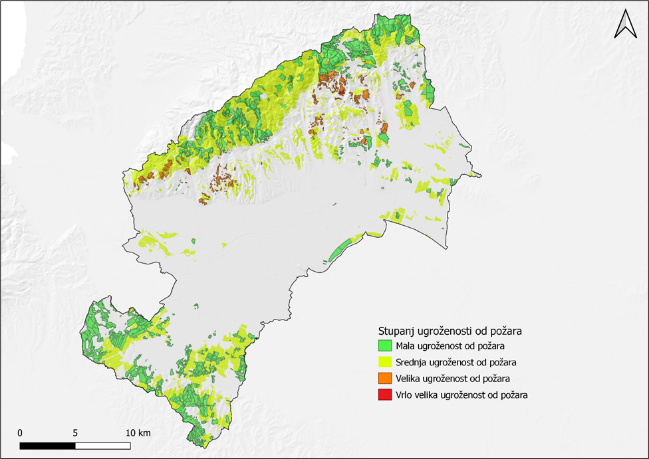 Stupanj ugroženosti od požara
Mala ugroženost od požara
Srednja ugroženost od požara
Velika ugroženost od požara
Vrlo velika ugroženost od požara
0 5 10 km